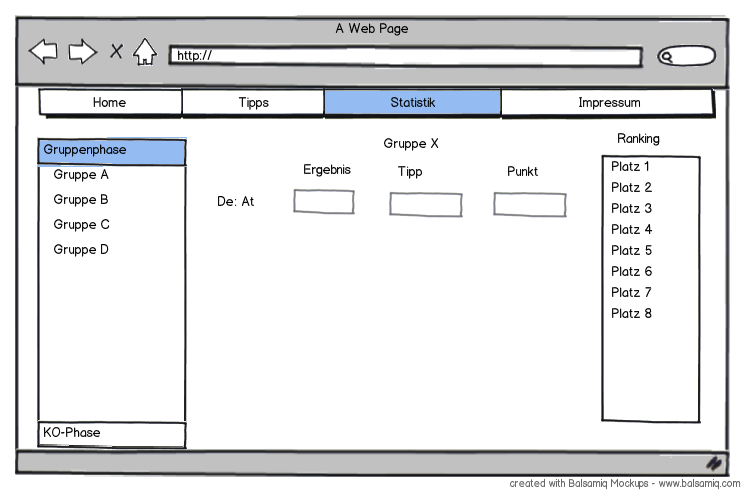 A Web Page
http://
Home Tipps Statistik Impressum
Gruppenphase
Gruppe A
Gruppe B
Gruppe C
Gruppe D
KO-Phase
Gruppe X
Ergebnis Tipp Punkt
De: At
Ranking
Platz 1
Platz 2
Platz 3
Platz 4
Platz 5
Platz 6
Platz 7
Platz 8
created with Balsamiq Mockups - www.balsamiq.com